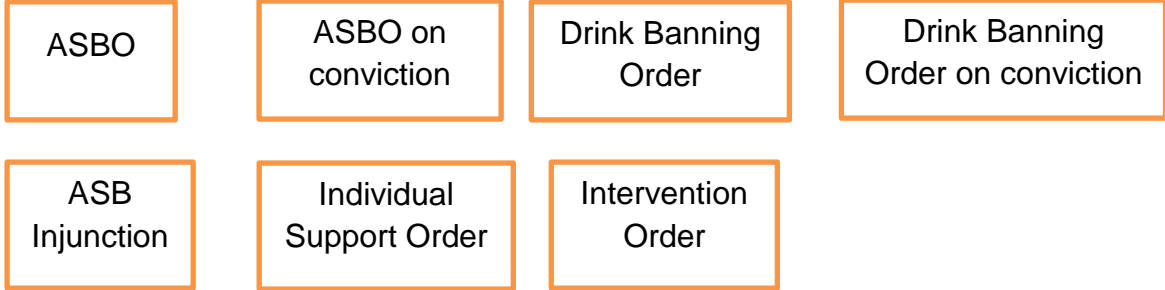 ASBO
ASBO on
conviction
Drink Banning
Order
Drink Banning
Order on conviction
ASB
Injunction
Individual
Support Order
Intervention
Order